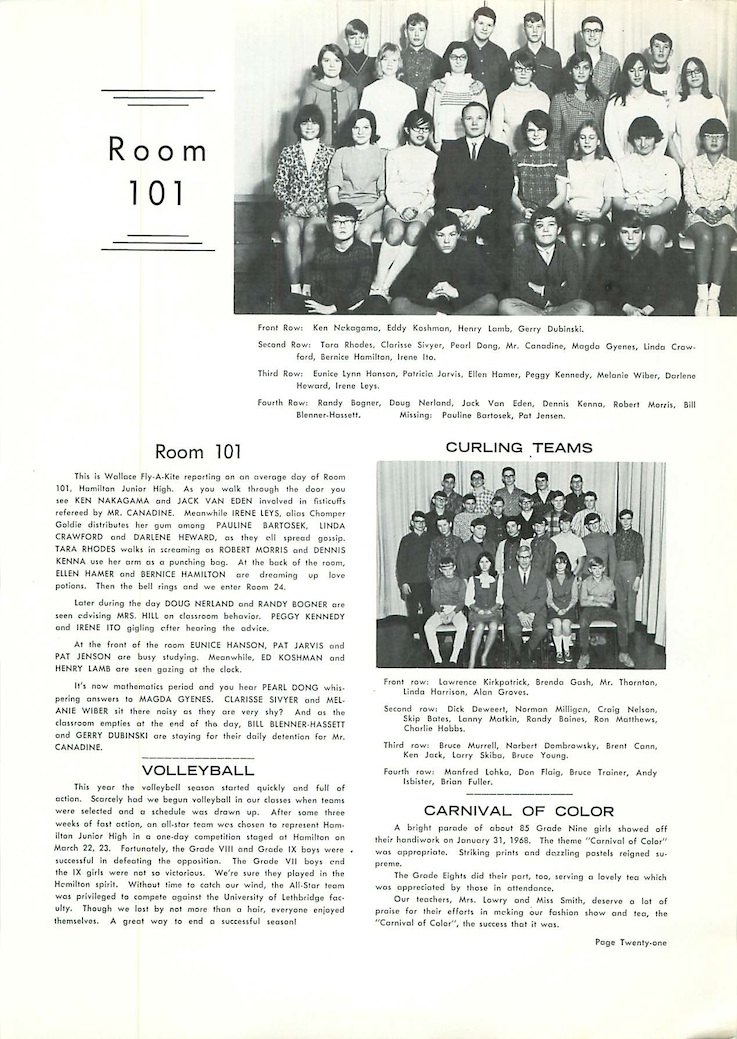 Room
101
Front Row: Ken Nakagama, Eddy Koshman, Henry Lamb, Gerry Dubinski.
Second Row: Tara Rhodes, Clarisse Sivyer, Pearl Dong, Mr. Canadine, Magda Gyenes, Linda Craw-
ford, Bernice Hamilton, Irene Ito.
Third Row: Eunice Lynn Hanson, Patricia Jarvis, Ellen Hamer, Peggy Kennedy, Melanie Wiber, Darlene
Heward, Irene Leys.
Fourth Row: Randy Bogner, Doug Nerland, Jack Van Eden, Dennis Kenna, Robert Morris, Bill
Blenner-Hassett. Missing: Pauline Bartosek, Pat Jensen.
Room 101
This is Wallace Fly-A-Kite reporting on an average day of Room
101, Hamilton Junior High. As you walk through the door you
see KEN NAKAGAMA and JACK VAN EDEN involved in fisticuffs
refereed by MR. CANADINE. Meanwhile IRENE LEYS, alias Chomper
Goldie distributes her gum among PAULINE BARTOSEK, LINDA
CRAWFORD and DARLENE HEWARD, as they all spread gossip.
TARA RHODES walks in screaming as ROBERT MORRIS and DENNIS
KENNA use her arm as a punching bag. At the back of the room,
ELLEN HAMER and BERNICE HAMILTON are dreaming up love
potions. Then the bell rings and we enter Room 24.
Later during the day DOUG NERLAND and RANDY BOGNER are
seen advising MRS. HILL on classroom behavior. PEGGY KENNEDY
and IRENE ITO gigling after hearing the advice.
At the front of the room EUNICE HANSON, PAT JARVIS and
PAT JENSON are busy studying. Meanwhile, ED KOSHMAN and
HENRY LAMB are seen gazing at the clock.
It's now mathematics period and you hear PEARL DONG whis-
pering answers to MAGDA GYENES. CLARISSE SIVYER and MEL-
ANIE WIBER sit there noisy as they are very shy? And as the
classroom empties at the end of the day, BILL BLENNER-HASSETT
and GERRY DUBINSKI are staying for their daily detention for Mr.
CANADINE.
VOLLEYBALL
This year the volleyball season started quickly and full of
action. Scarcely had we begun volleyball in our classes when teams
were selected and a schedule was drawn up. After some three
weeks of fast action, an all-star team was chosen to represent Ham-
ilton Junior High in a one-day competition staged at Hamilton on
March 22, 23. Fortunately, the Grade VIII and Grade IX boys were
successful in defeating the opposition. The Grade VII boys and
the IX girls were not so victorious. We're sure they played in the
Hamilton spirit. Without time to catch our wind, the All-Star team
was privileged to compete against the University of Lethbridge fac-
ulty. Though we lost by not more than a hair, everyone enjoyed
themselves. A great way to end a successful season!
CURLING TEAMS
Front row: Lawrence Kirkpatrick, Brenda Gash, Mr. Thornton,
Linda Harrison, Alan Groves.
Second row: Dick Deweert, Norman Milligen, Craig Nelson,
Skip Bates, Lanny Matkin, Randy Baines, Ron Matthews,
Charlie Hobbs.
Third row: Bruce Murrell, Norbert Dombrowsky, Brent Cann,
Ken Jack, Larry Skiba, Bruce Young.
Fourth row: Manfred Lohka, Don Flaig, Bruce Trainer, Andy
Isbister, Brian Fuller.
CARNIVAL OF COLOR
A bright parade of about 85 Grade Nine girls showed off
their handiwork on January 31, 1968. The theme "Carnival of Color"
was appropriate. Striking prints and dazzling pastels reigned su-
preme.
The Grade Eights did their part, too, serving a lovely tea which
was appreciated by those in attendance.
Our teachers, Mrs. Lowry and Miss Smith, deserve a lot of
praise for their efforts in making our fashion show and tea, the
"Carnival of Color", the success that it was.
Page Twenty-one